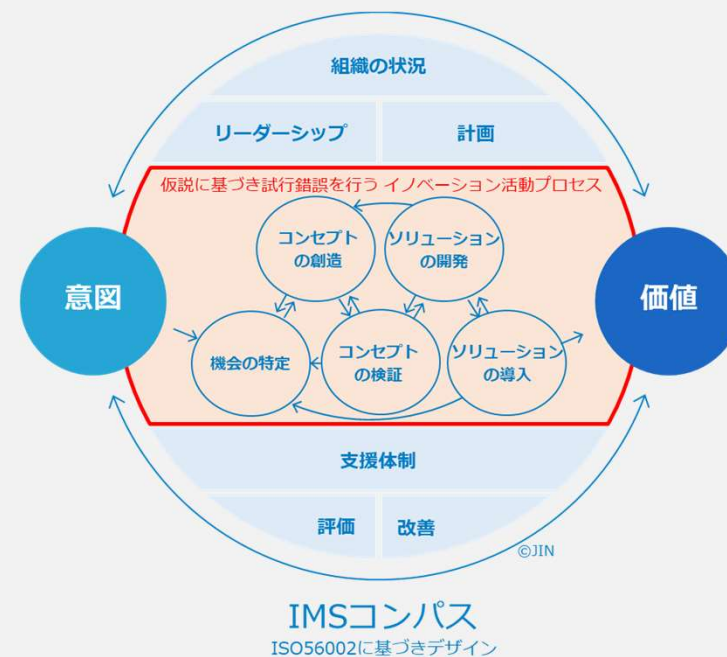 組織の状況
リーダーシップ
計画
仮説に基づき試行錯誤を行う イノベーション活動プロセス
コンセプト
の創造
ソリューション
の開発
意図
価値
機会の特定
コンセプト
の検証
ソリューション
の導入
支援体制
評価
改善
©JIN
IMSコンパス
ISO56002に基づきデザイン